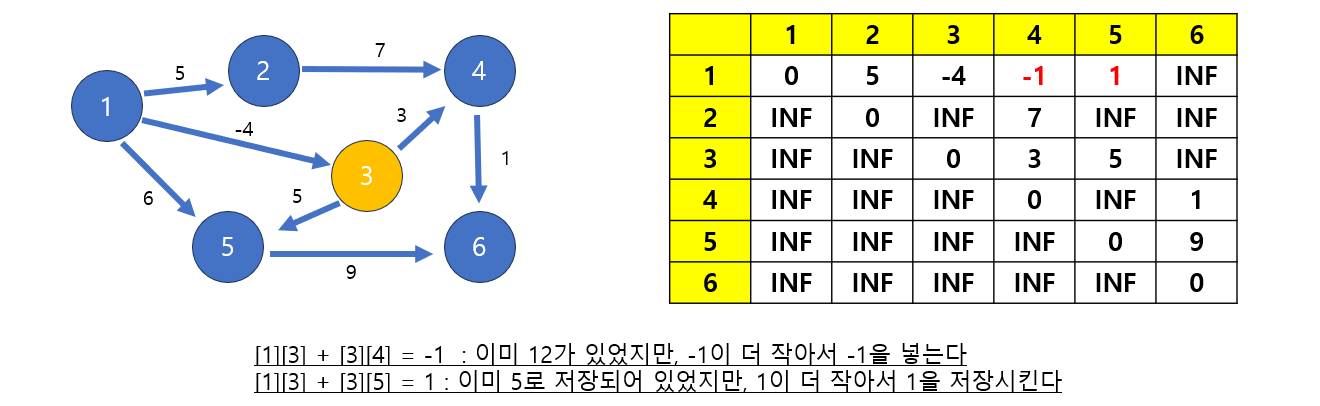 5
7
1
2
4
-4
3
3
1
6
5
5
6
9
1 2 3 4 5 6
1 0 5 -4 -1 1 INF
2 INF 0 INF 7 INF INF
3 INF INF 0 3 5 INF
4 INF INF INF 0 INF 1
5 INF INF INF INF 0 9
6 INF INF INF INF INF 0
[1][3] + [3][4] = -1 : 이미 12가 있었지만, -1이 더 작아서 -1을 넣는다
[1][3] + [3][5] = 1 : 이미 5로 저장되어 있었지만, 1이 더 작아서 1을 저장시킨다